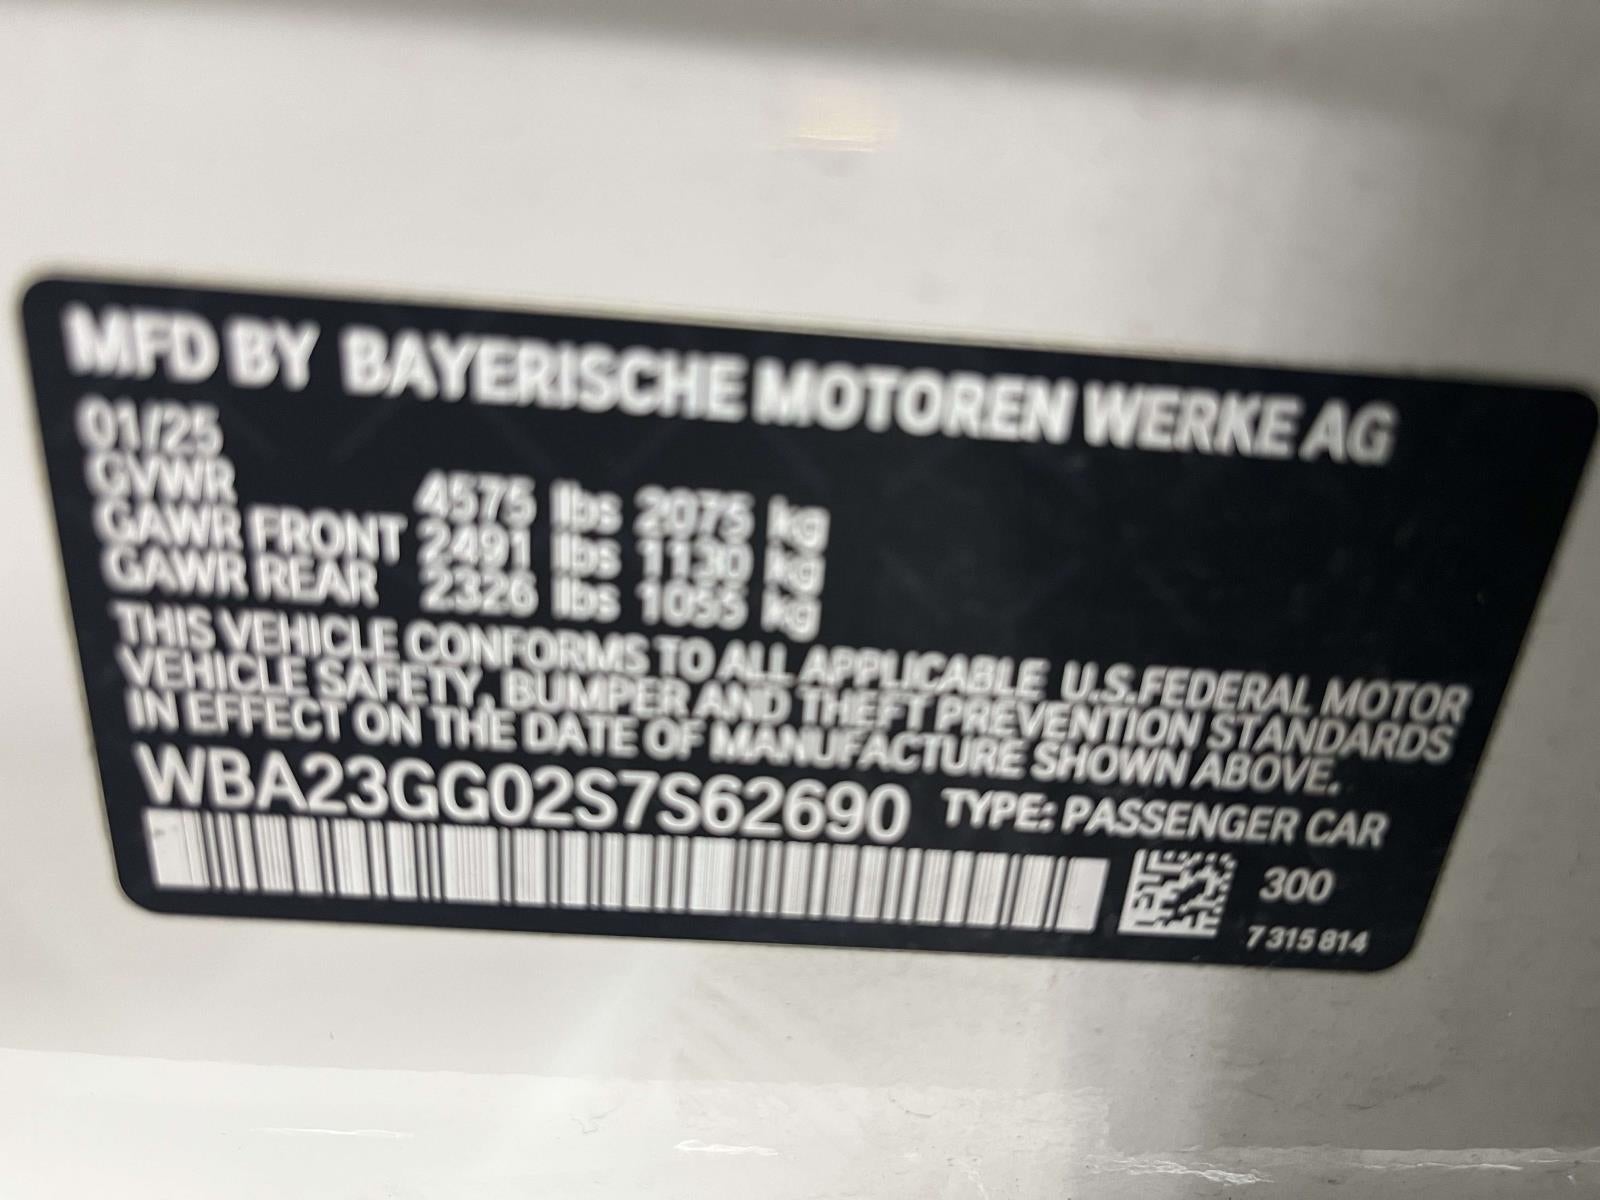 MFD BY BAYERISCHE MOTOREN WERKE AG
01/25
GVWR 4575 lbs 2075 kg
GAWR FRONT 2491 lbs 1130 kg
GAWR REAR 2326 lbs 1055 kg
THIS VEHICLE CONFORMS TO ALL APPLICABLE U.S.FEDERAL MOTOR
VEHICLE SAFETY, BUMPER AND THEFT PREVENTION STANDARDS
IN EFFECT ON THE DATE OF MANUFACTURE SHOWN ABOVE.
WBA23GG02S7S62690 TYPE: PASSENGER CAR
300
7 315 814